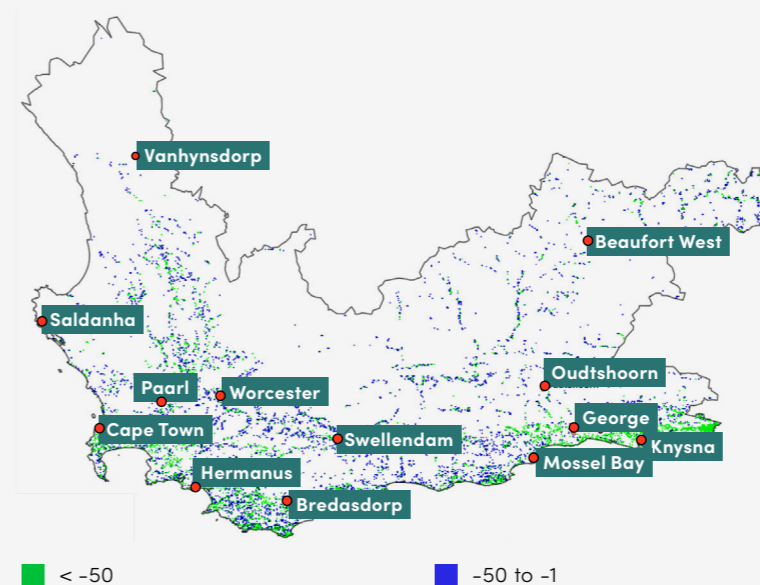 Vanhynsdorp
Beaufort West
Saldanha
Oudtshoorn
Paarl
Worcester
George
Cape Town
Swellendam
Knysna
Mossel Bay
Hermanus
Bredasdorp
< -50
-50 to -1